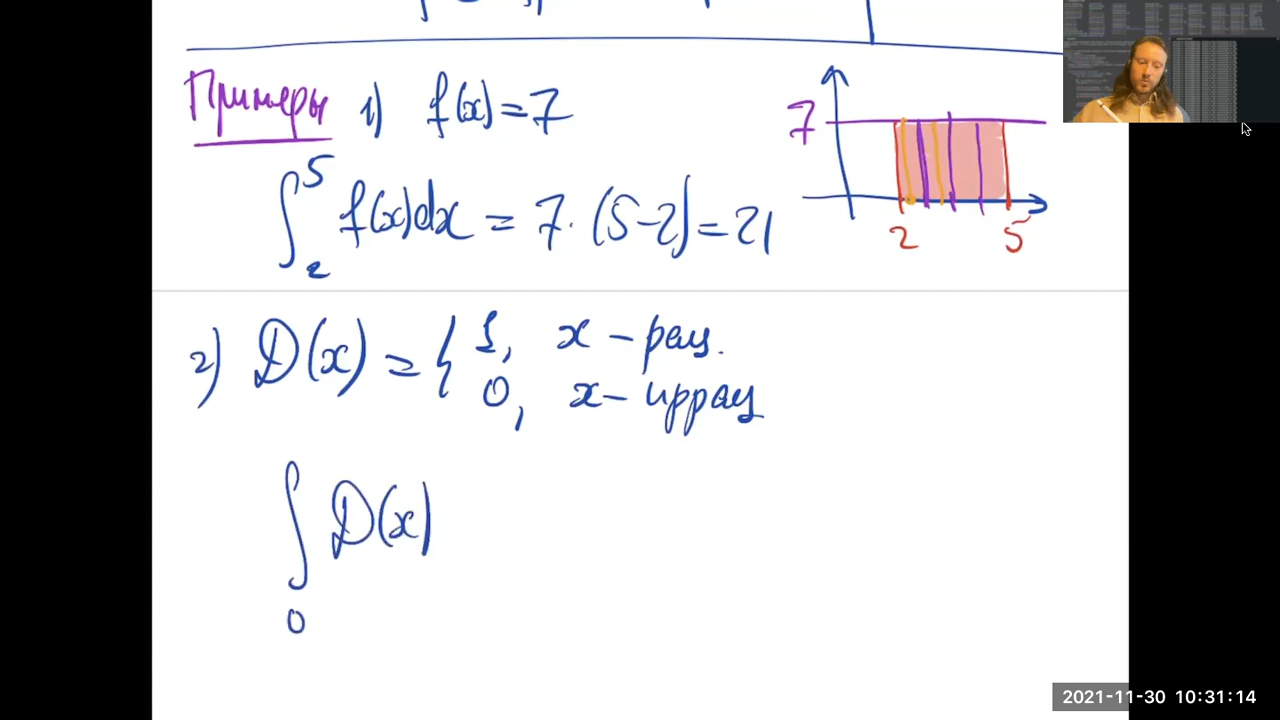 Примеры 1) f(x) = 7
7
∫₂⁵ f(x)dx = 7·(5-2) = 21
2 5
2) D(x) = { 1, x - рац.
0, x - иррац
∫₀ D(x)
2021-11-30 10:31:14